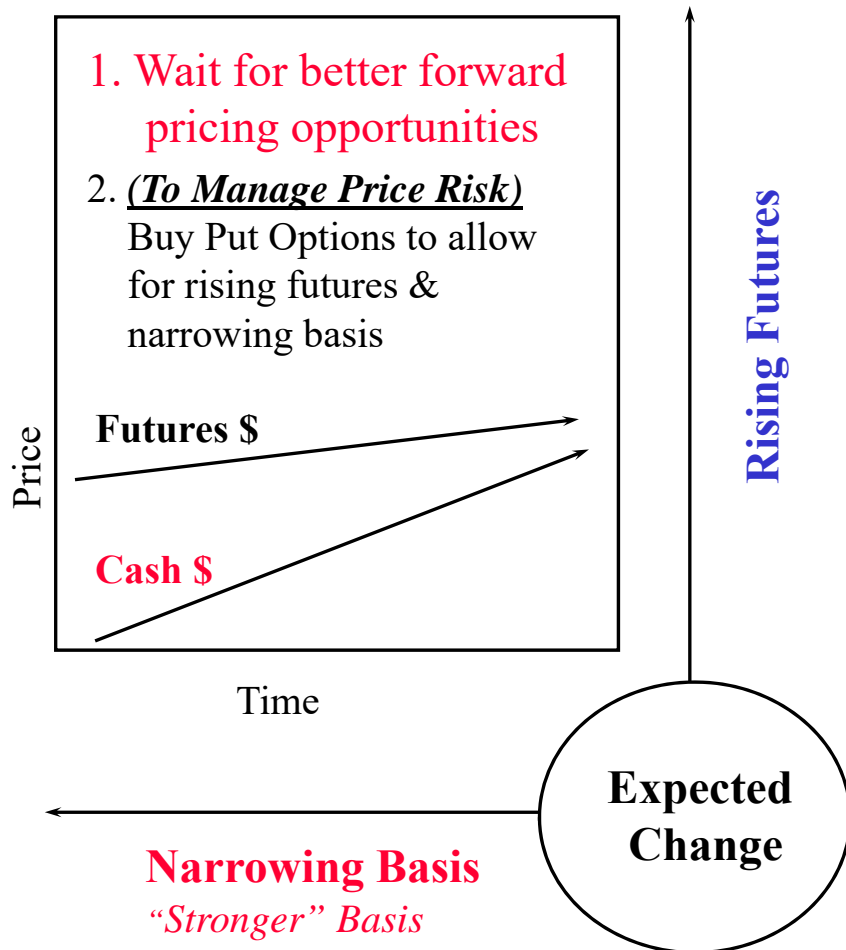 1. Wait for better forward
pricing opportunities
2. (To Manage Price Risk)
Buy Put Options to allow
for rising futures &
narrowing basis
Futures $
Cash $
Price
Time
Rising Futures
Expected
Change
Narrowing Basis
“Stronger” Basis